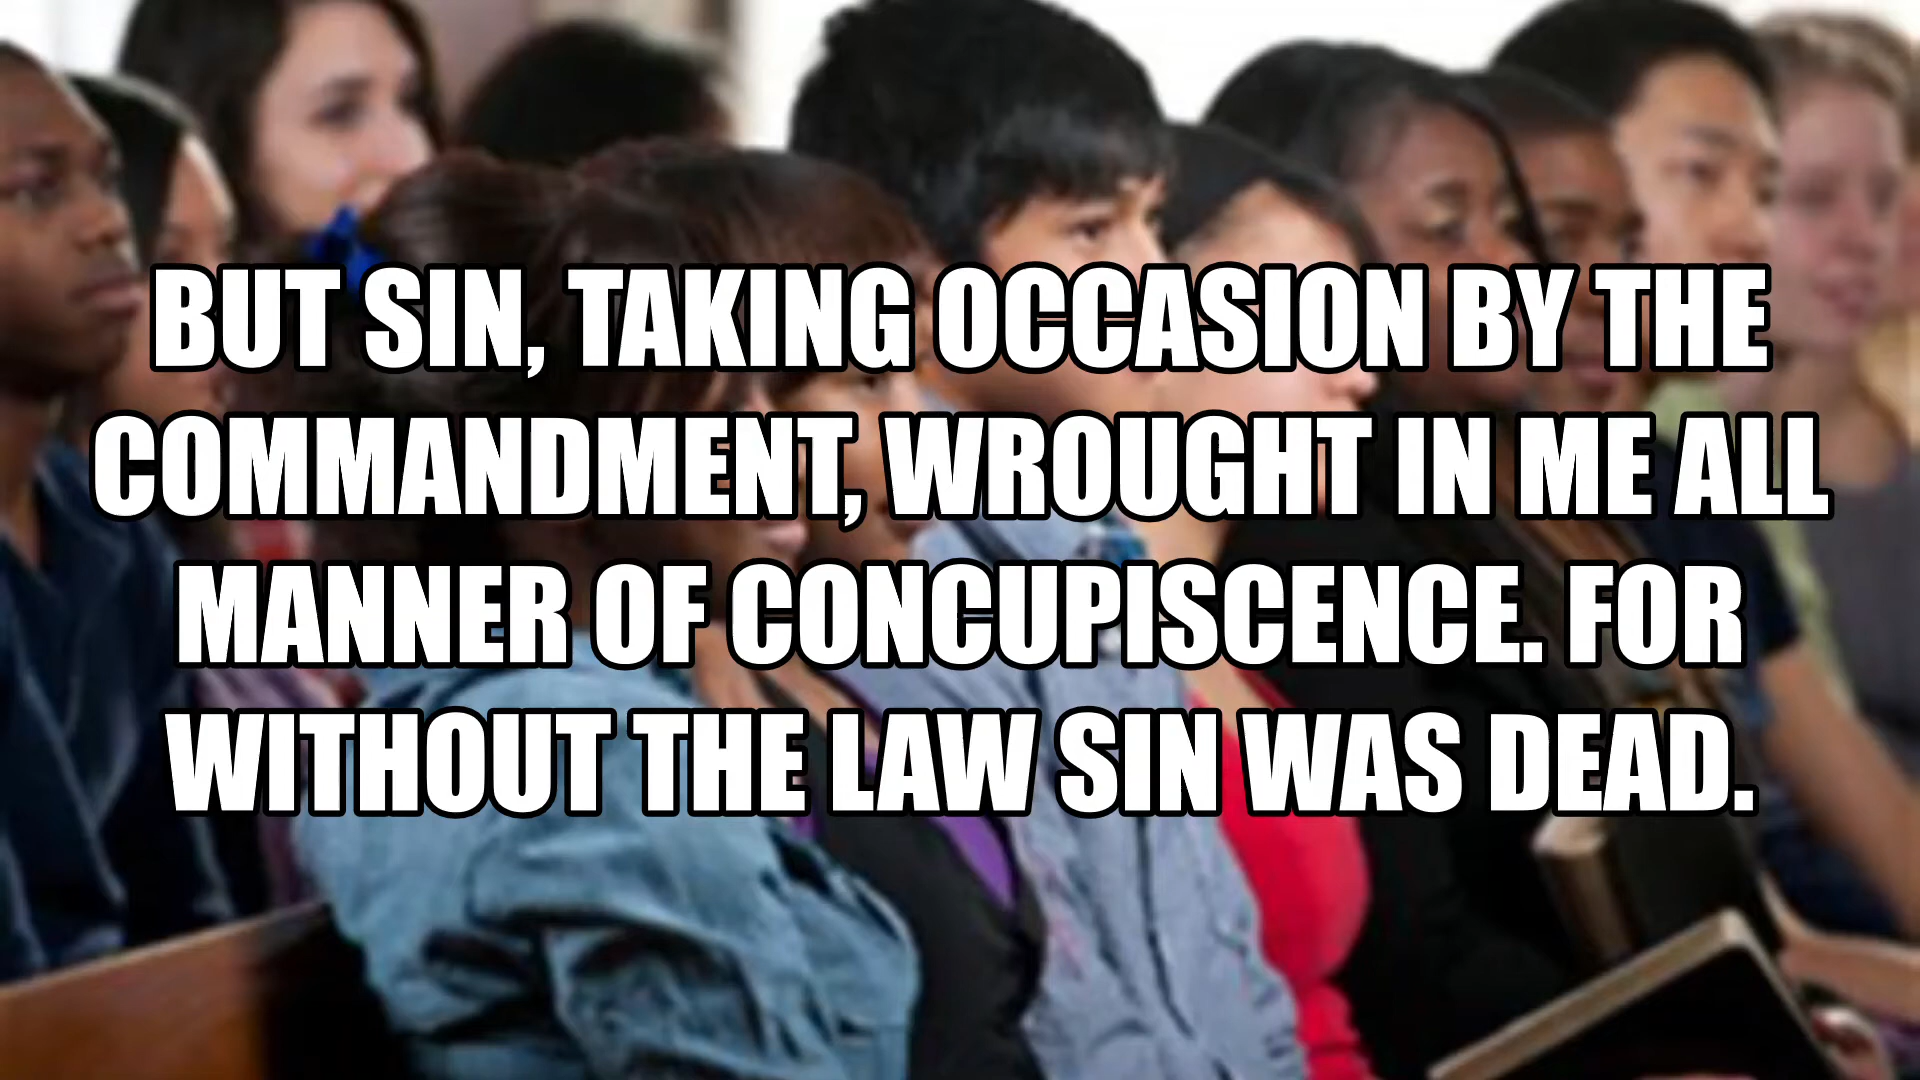 BUT SIN, TAKING OCCASION BY THE
COMMANDMENT, WROUGHT IN ME ALL
MANNER OF CONCUPISCENCE. FOR
WITHOUT THE LAW SIN WAS DEAD.